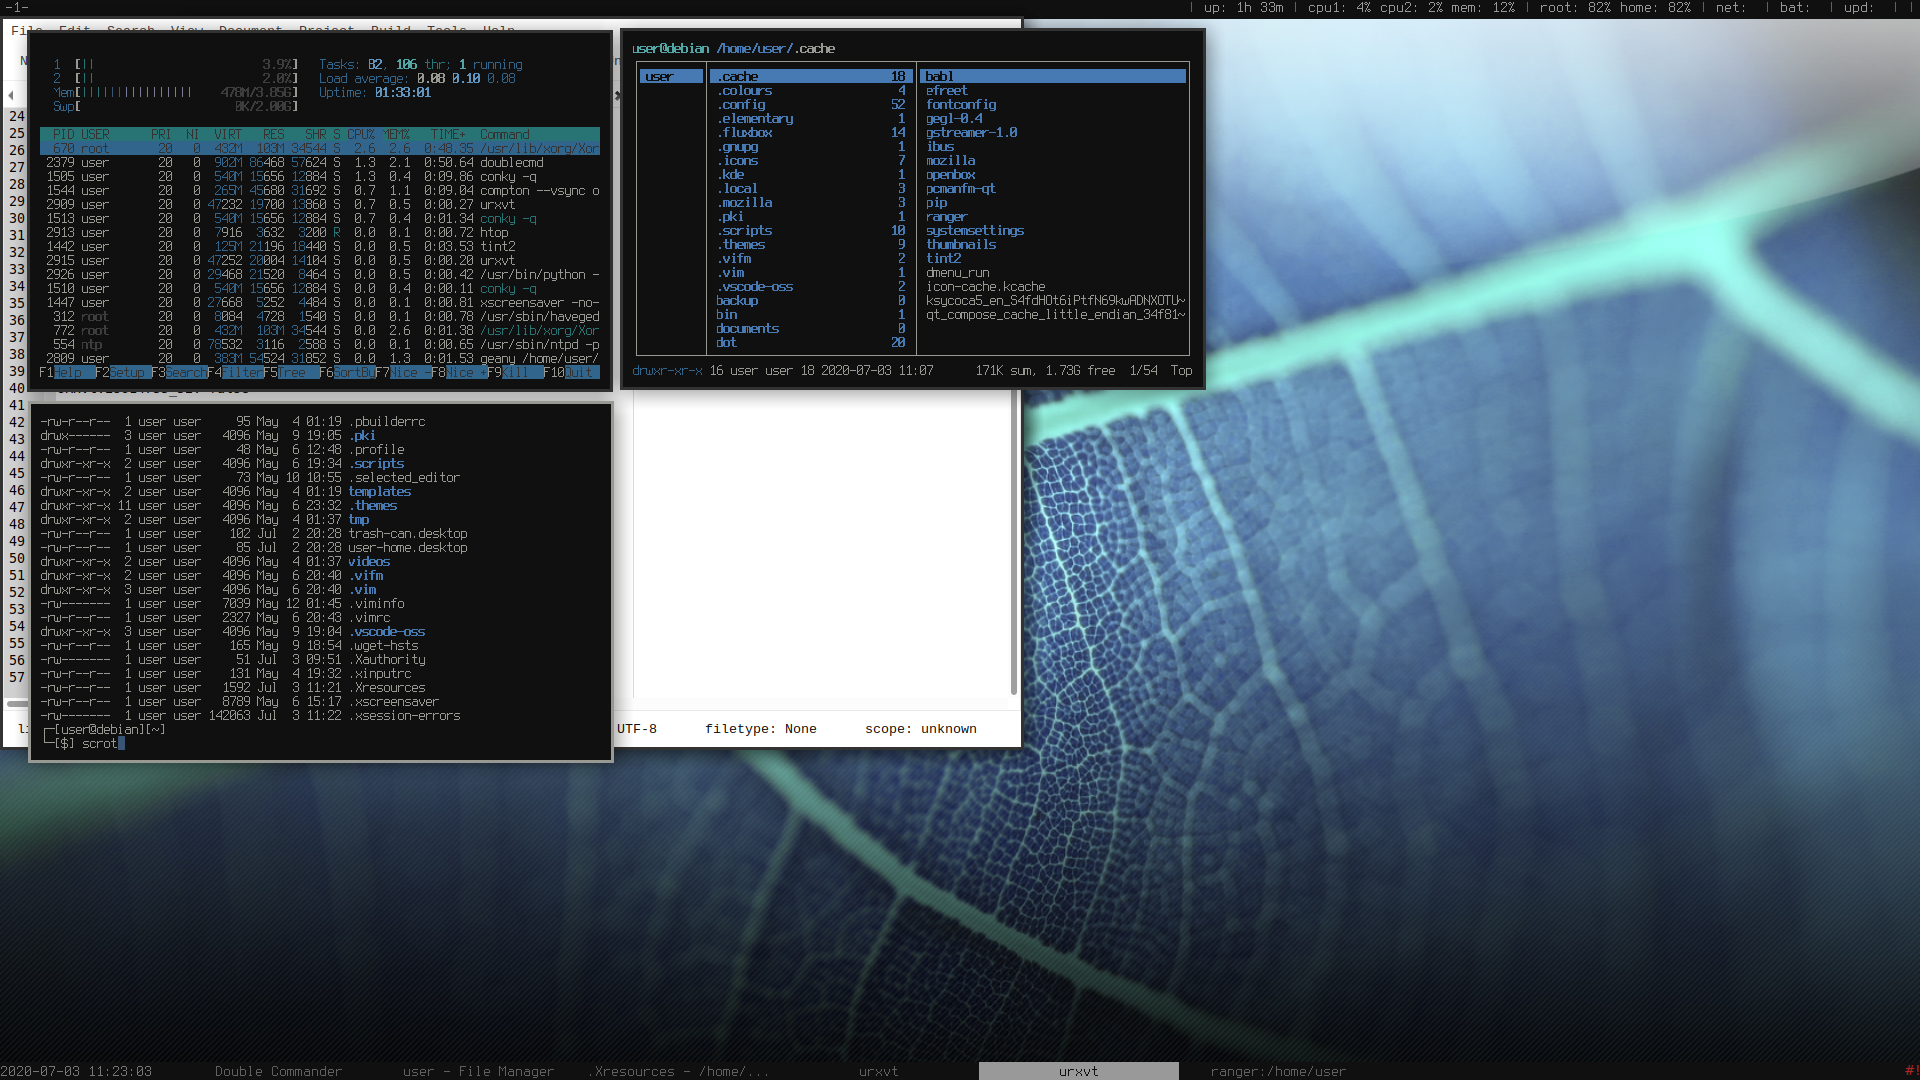 -1-
| up: 1h 33m | cpu1: 4% cpu2: 2% mem: 12% | root: 82% home: 82% | net: | bat: | upd: | |
File Edit Search View Document Project Build Tools Help
1 [|| 3.9%] Tasks: 82, 106 thr; 1 running
2 [|| 2.0%] Load average: 0.08 0.10 0.08
Mem[|||||||||||||||| 478M/3.85G] Uptime: 01:33:01
Swp[ 0K/2.00G]
PID USER PRI NI VIRT RES SHR S CPU% MEM% TIME+ Command
670 root 20 0 432M 103M 34544 S 2.6 2.6 0:48.35 /usr/lib/xorg/Xor
2379 user 20 0 902M 86468 57624 S 1.3 2.1 0:50.64 doublecmd
1505 user 20 0 540M 15656 12884 S 1.3 0.4 0:09.86 conky -q
1544 user 20 0 265M 45680 31692 S 0.7 1.1 0:09.04 compton --vsync o
2909 user 20 0 47232 19700 13860 S 0.7 0.5 0:00.27 urxvt
1513 user 20 0 540M 15656 12884 S 0.7 0.4 0:01.34 conky -q
2913 user 20 0 7916 3632 3200 R 0.0 0.1 0:00.72 htop
1442 user 20 0 125M 21196 18440 S 0.0 0.5 0:03.53 tint2
2915 user 20 0 47252 20004 14104 S 0.0 0.5 0:00.20 urxvt
2926 user 20 0 29468 21520 8464 S 0.0 0.5 0:00.42 /usr/bin/python -
1510 user 20 0 540M 15656 12884 S 0.0 0.4 0:00.11 conky -q
1447 user 20 0 27668 5252 4484 S 0.0 0.1 0:00.81 xscreensaver -no-
312 root 20 0 8084 4728 1540 S 0.0 0.1 0:00.78 /usr/sbin/haveged
772 root 20 0 432M 103M 34544 S 0.0 2.6 0:01.38 /usr/lib/xorg/Xor
554 ntp 20 0 78532 3116 2588 S 0.0 0.1 0:00.65 /usr/sbin/ntpd -p
2809 user 20 0 383M 54524 31852 S 0.0 1.3 0:01.53 geany /home/user/
F1Help F2Setup F3SearchF4FilterF5Tree F6SortByF7Nice -F8Nice +F9Kill F10Quit
user@debian /home/user/.cache
user .cache 18 babl
.colours 4 efreet
.config 52 fontconfig
.elementary 1 gegl-0.4
.fluxbox 14 gstreamer-1.0
.gnupg 1 ibus
.icons 7 mozilla
.kde 1 openbox
.local 3 pcmanfm-qt
.mozilla 3 pip
.pki 1 ranger
.scripts 10 systemsettings
.themes 9 thumbnails
.vifm 2 tint2
.vim 1 dmenu_run
.vscode-oss 2 icon-cache.kcache
backup 0 ksycoca5_en_S4fdHOt6iPtfN69kwADNXOTU~
bin 1 qt_compose_cache_little_endian_34f81~
documents 0
dot 20
drwxr-xr-x 16 user user 18 2020-07-03 11:07 171K sum, 1.73G free 1/54 Top
24
25
26
27
28
29
30
31
32
33
34
35
36
37
38
39
40
41
42
43
44
45
46
47
48
49
50
51
52
53
54
55
56
57
-rw-r--r-- 1 user user 95 May 4 01:19 .pbuilderrc
drwx------ 3 user user 4096 May 9 19:05 .pki
-rw-r--r-- 1 user user 48 May 6 12:48 .profile
drwxr-xr-x 2 user user 4096 May 6 19:34 .scripts
-rw-r--r-- 1 user user 73 May 10 10:55 .selected_editor
drwxr-xr-x 2 user user 4096 May 4 01:19 templates
drwxr-xr-x 11 user user 4096 May 6 23:32 .themes
drwxr-xr-x 2 user user 4096 May 4 01:37 tmp
-rw-r--r-- 1 user user 102 Jul 2 20:28 trash-can.desktop
-rw-r--r-- 1 user user 85 Jul 2 20:28 user-home.desktop
drwxr-xr-x 2 user user 4096 May 4 01:37 videos
drwxr-xr-x 2 user user 4096 May 6 20:40 .vifm
drwxr-xr-x 3 user user 4096 May 6 20:40 .vim
-rw------- 1 user user 7039 May 12 01:45 .viminfo
-rw-r--r-- 1 user user 2327 May 6 20:43 .vimrc
drwxr-xr-x 3 user user 4096 May 9 19:04 .vscode-oss
-rw-r--r-- 1 user user 165 May 9 18:54 .wget-hsts
-rw------- 1 user user 51 Jul 3 09:51 .Xauthority
-rw-r--r-- 1 user user 131 May 4 19:32 .xinputrc
-rw-r--r-- 1 user user 1592 Jul 3 11:21 .Xresources
-rw-r--r-- 1 user user 8789 May 6 15:17 .xscreensaver
-rw------- 1 user user 142063 Jul 3 11:22 .xsession-errors
┌─[user@debian][~]
└─[$] scrot
UTF-8 filetype: None scope: unknown
2020-07-03 11:23:03 Double Commander user - File Manager .Xresources - /home/... urxvt urxvt ranger:/home/user #!